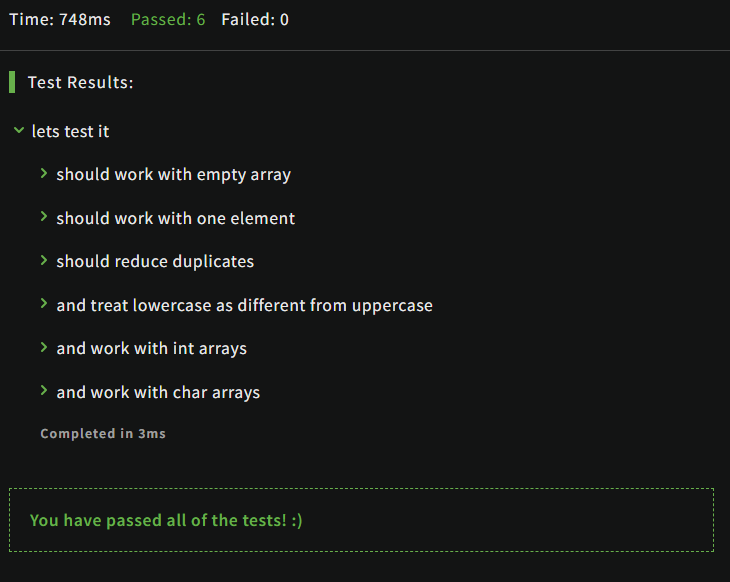 Time: 748ms Passed: 6 Failed: 0
Test Results:
lets test it
should work with empty array
should work with one element
should reduce duplicates
and treat lowercase as different from uppercase
and work with int arrays
and work with char arrays
Completed in 3ms
You have passed all of the tests! :)